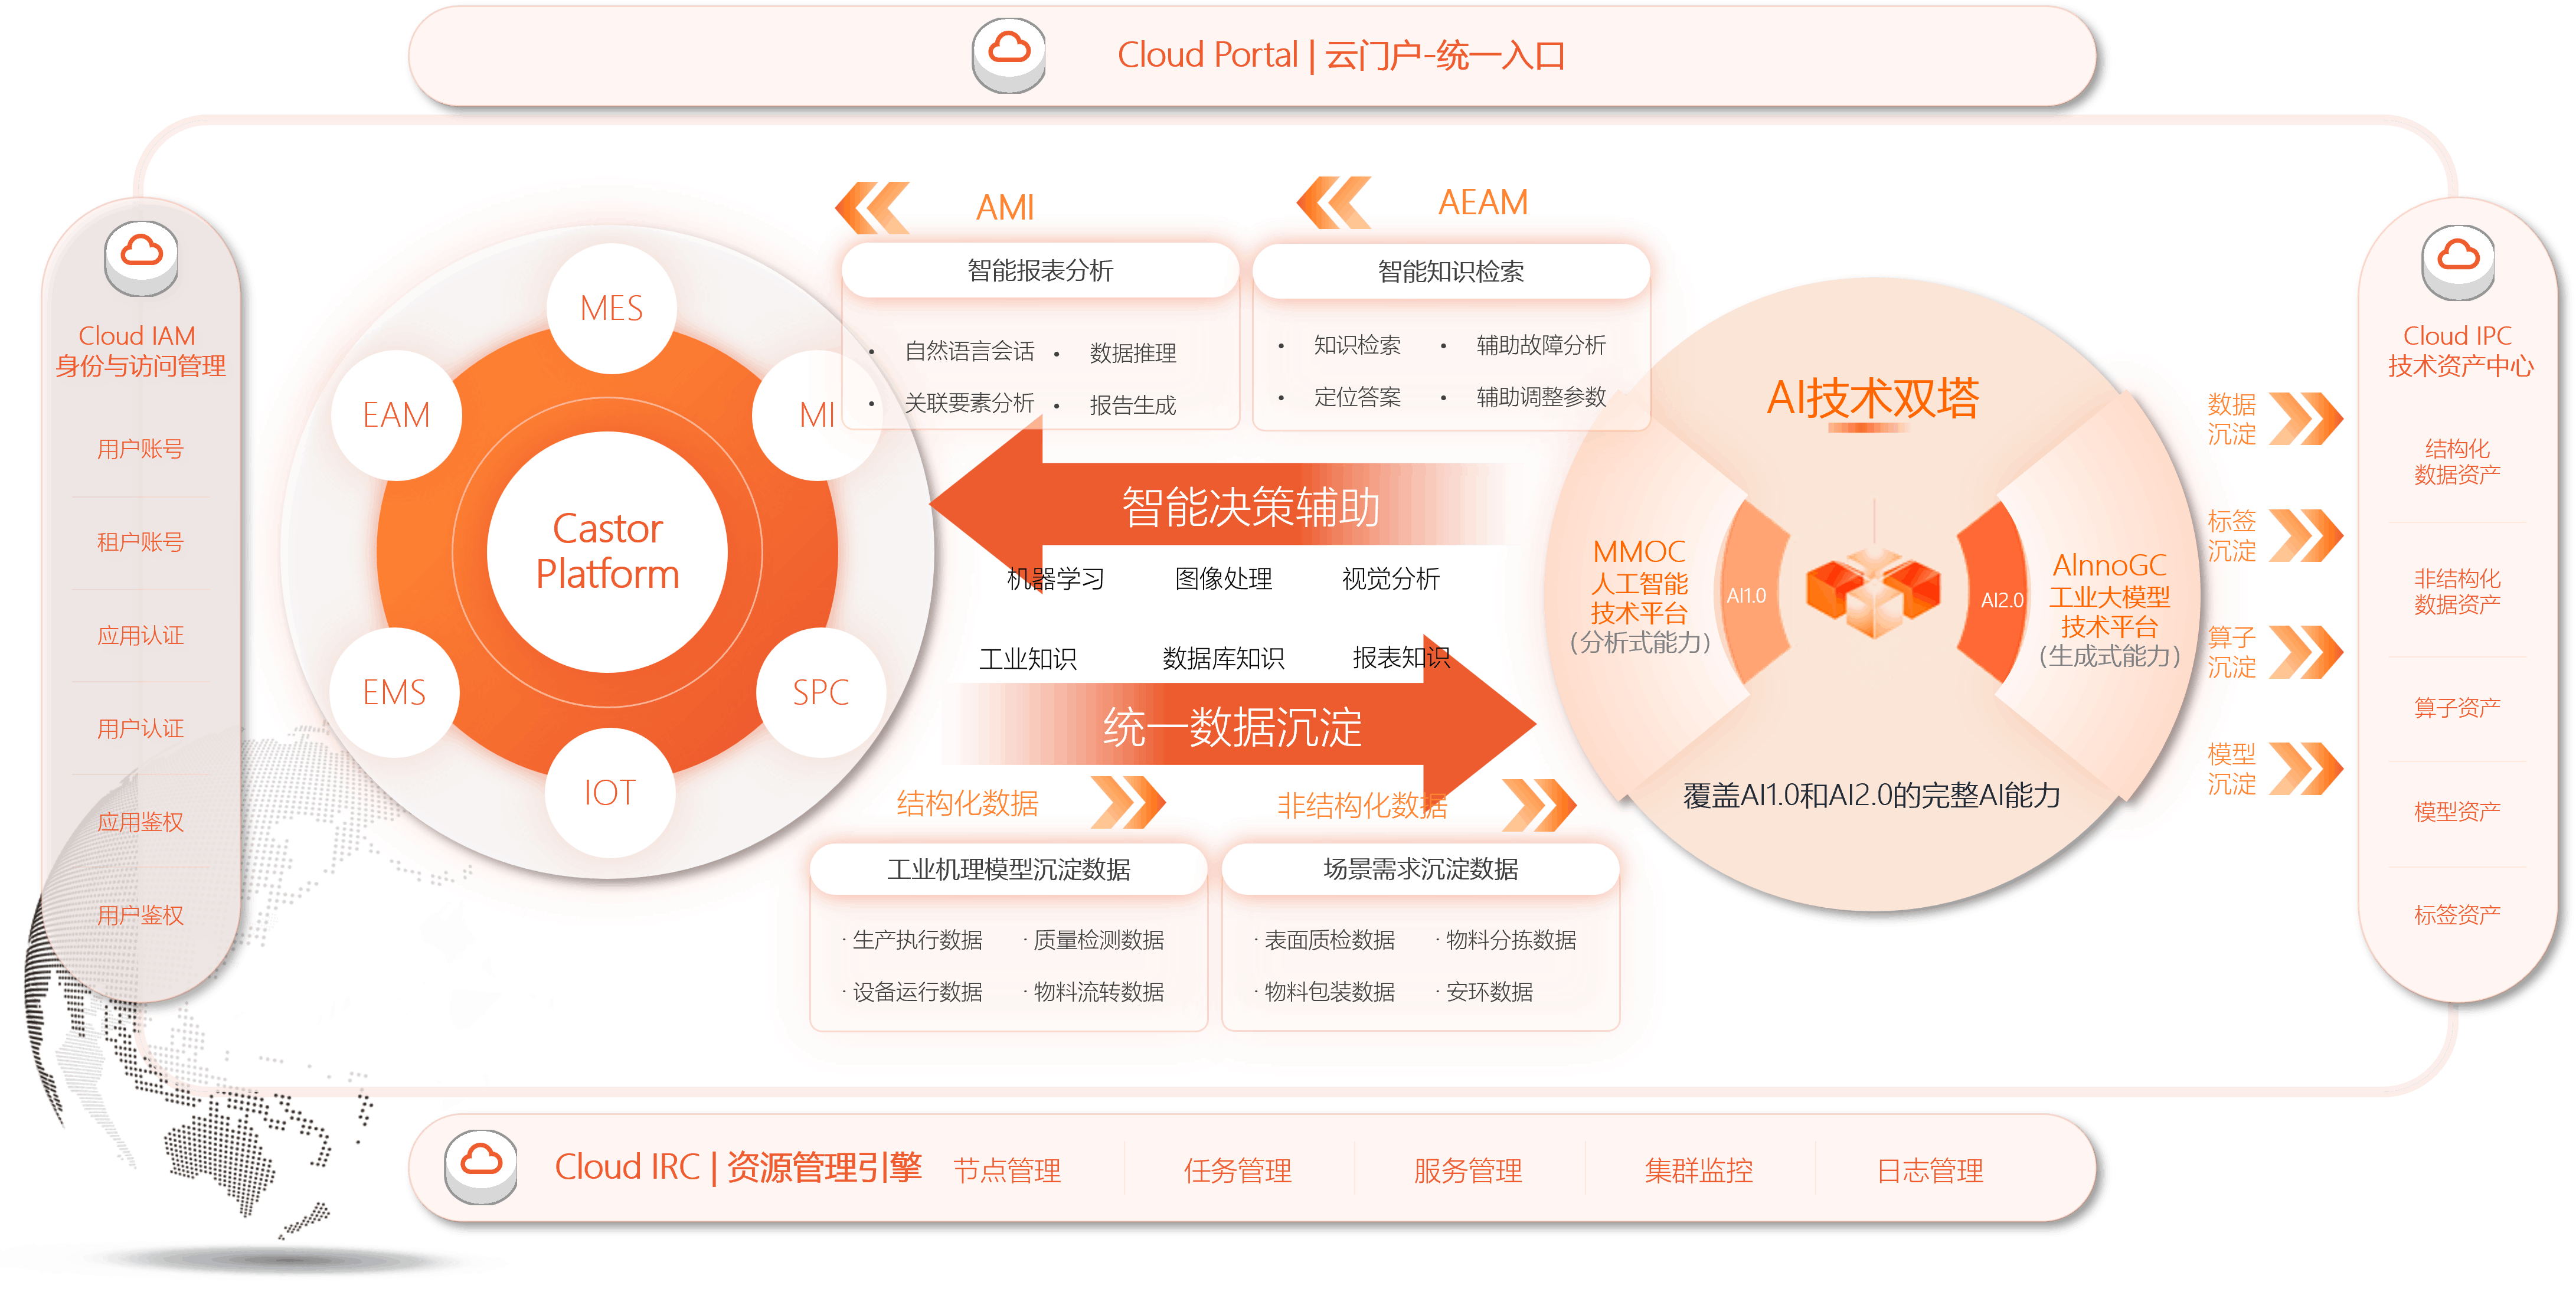 Cloud Portal | 云门户-统一入口
Cloud IAM
身份与访问管理
用户账号
租户账号
应用认证
用户认证
应用鉴权
用户鉴权
MES
EAM
MI
Castor
Platform
EMS
SPC
IOT
AMI
智能报表分析
• 自然语言会话 • 数据推理
• 关联要素分析 • 报告生成
AEAM
智能知识检索
• 知识检索 • 辅助故障分析
• 定位答案 • 辅助调整参数
智能决策辅助
机器学习 图像处理 视觉分析
工业知识 数据库知识 报表知识
统一数据沉淀
结构化数据
工业机理模型沉淀数据
· 生产执行数据 · 质量检测数据
· 设备运行数据 · 物料流转数据
非结构化数据
场景需求沉淀数据
· 表面质检数据 · 物料分拣数据
· 物料包装数据 · 安环数据
AI技术双塔
MMOC
人工智能
技术平台
(分析式能力)
AI1.0
AI2.0
AInnoGC
工业大模型
技术平台
(生成式能力)
覆盖AI1.0和AI2.0的完整AI能力
数据
沉淀
标签
沉淀
算子
沉淀
模型
沉淀
Cloud IPC
技术资产中心
结构化
数据资产
非结构化
数据资产
算子资产
模型资产
标签资产
Cloud IRC | 资源管理引擎 节点管理 任务管理 服务管理 集群监控 日志管理